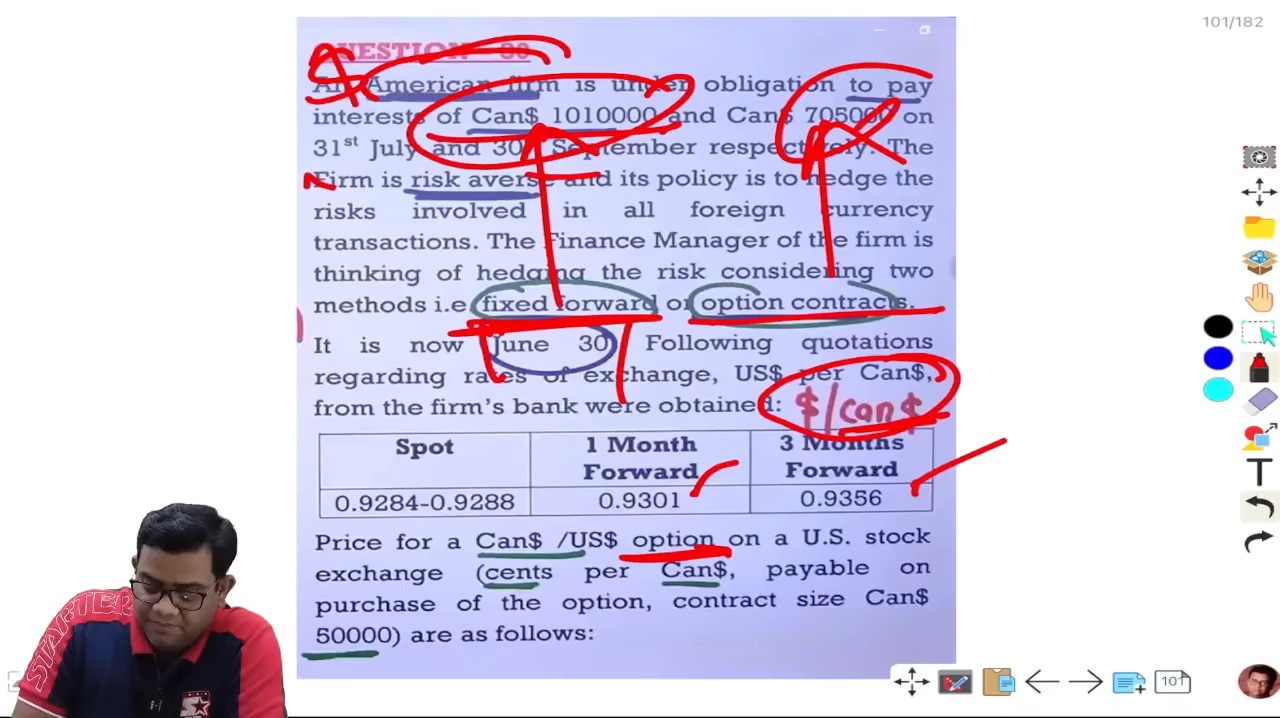 101/182
QUESTION - 80
An American firm is under obligation to pay
interests of Can$ 1010000 and Can$ 705000 on
31st July and 30th September respectively. The
Firm is risk averse and its policy is to hedge the
risks involved in all foreign currency
transactions. The Finance Manager of the firm is
thinking of hedging the risk considering two
methods i.e. fixed forward or option contracts.
It is now June 30. Following quotations
regarding rates of exchange, US$ per Can$,
from the firm's bank were obtained: $/can $
Spot 1 Month Forward 3 Months Forward
0.9284-0.9288 0.9301 0.9356
Price for a Can$ /US$ option on a U.S. stock
exchange (cents per Can$, payable on
purchase of the option, contract size Can$
50000) are as follows:
STARTER
101